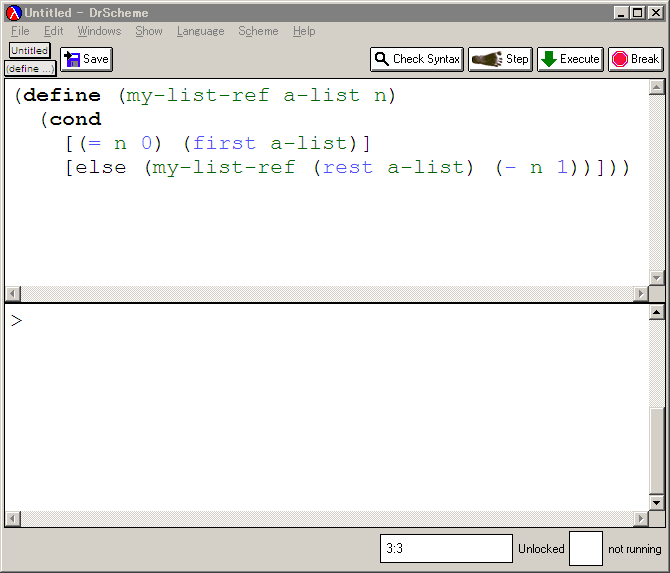 Untitled - DrScheme
File Edit Windows Show Language Scheme Help
Untitled
(define ...)
Save
Check Syntax
Step
Execute
Break
(define (my-list-ref a-list n)
(cond
[(= n 0) (first a-list)]
[else (my-list-ref (rest a-list) (- n 1))]))
>
3:3
Unlocked
not running